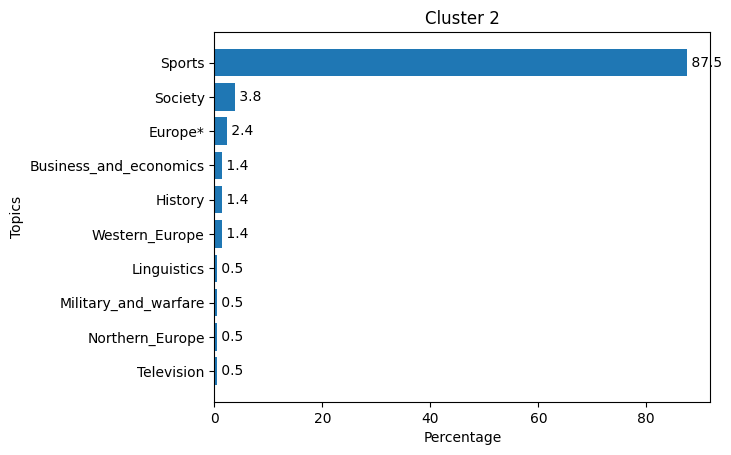 Cluster 2
Topics
Sports 87.5
Society 3.8
Europe* 2.4
Business_and_economics 1.4
History 1.4
Western_Europe 1.4
Linguistics 0.5
Military_and_warfare 0.5
Northern_Europe 0.5
Television 0.5
0 20 40 60 80
Percentage